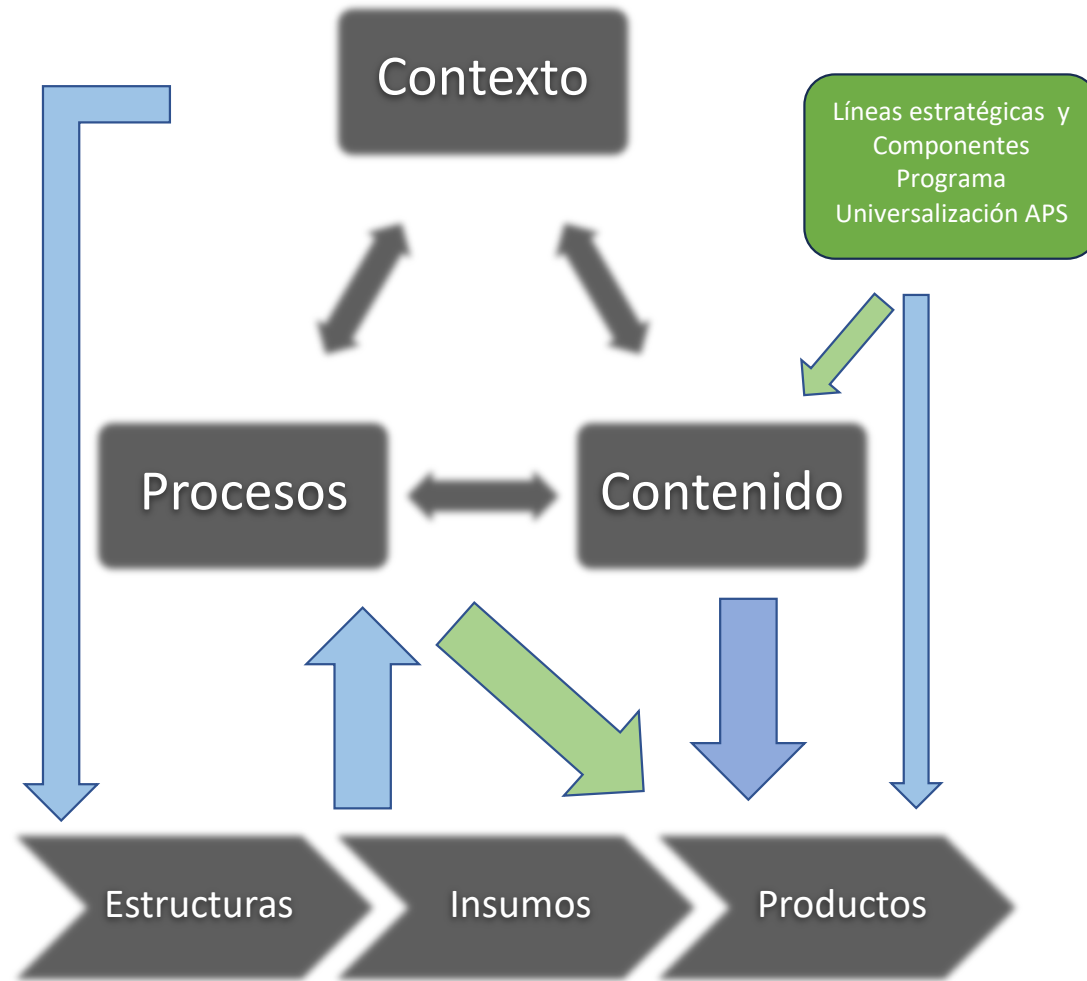 Contexto
Líneas estratégicas y
Componentes
Programa
Universalización APS
Procesos
Contenido
Estructuras
Insumos
Productos